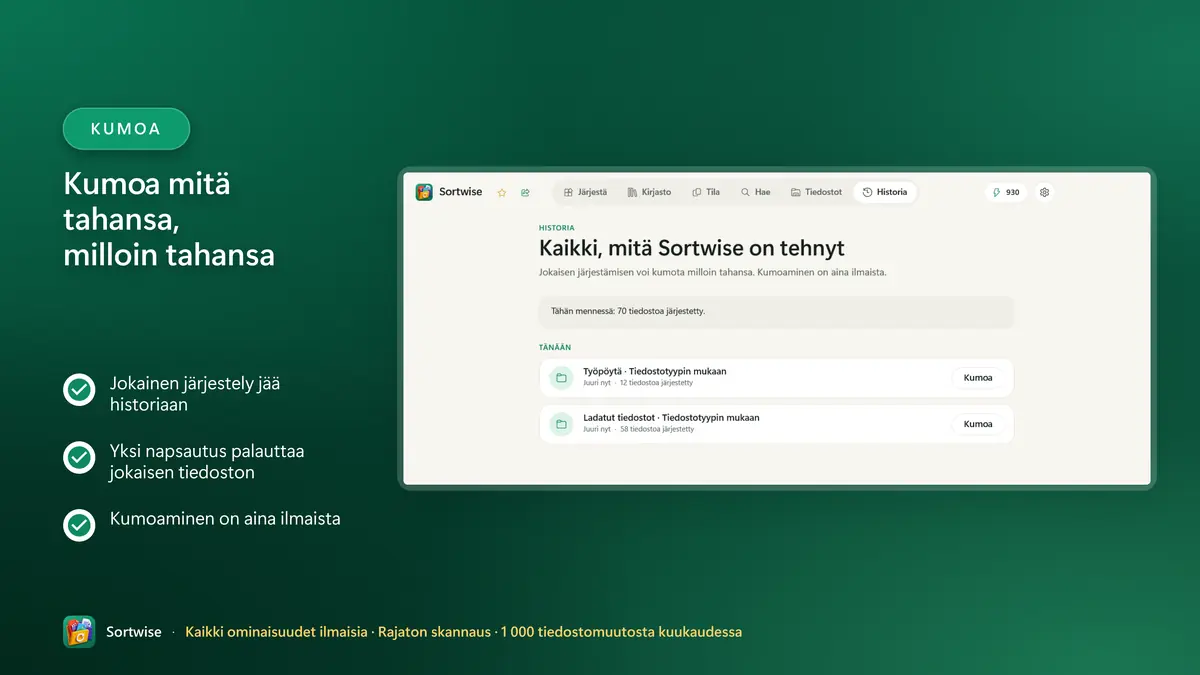 KUMOA
Kumoa mitä
tahansa,
milloin tahansa
Jokainen järjestely jää
historiaan
Yksi napsautus palauttaa
jokaisen tiedoston
Kumoaminen on aina ilmaista
Sortwise
Järjestä
Kirjasto
Tila
Hae
Tiedostot
Historia
930
HISTORIA
Kaikki, mitä Sortwise on tehnyt
Jokaisen järjestämisen voi kumota milloin tahansa. Kumoaminen on aina ilmaista.
Tähän mennessä: 70 tiedostoa järjestetty.
TÄNÄÄN
Työpöytä · Tiedostotyypin mukaan
Juuri nyt · 12 tiedostoa järjestetty
Kumoa
Ladatut tiedostot · Tiedostotyypin mukaan
Juuri nyt · 58 tiedostoa järjestetty
Kumoa
Sortwise · Kaikki ominaisuudet ilmaisia · Rajaton skannaus · 1 000 tiedostomuutosta kuukaudessa